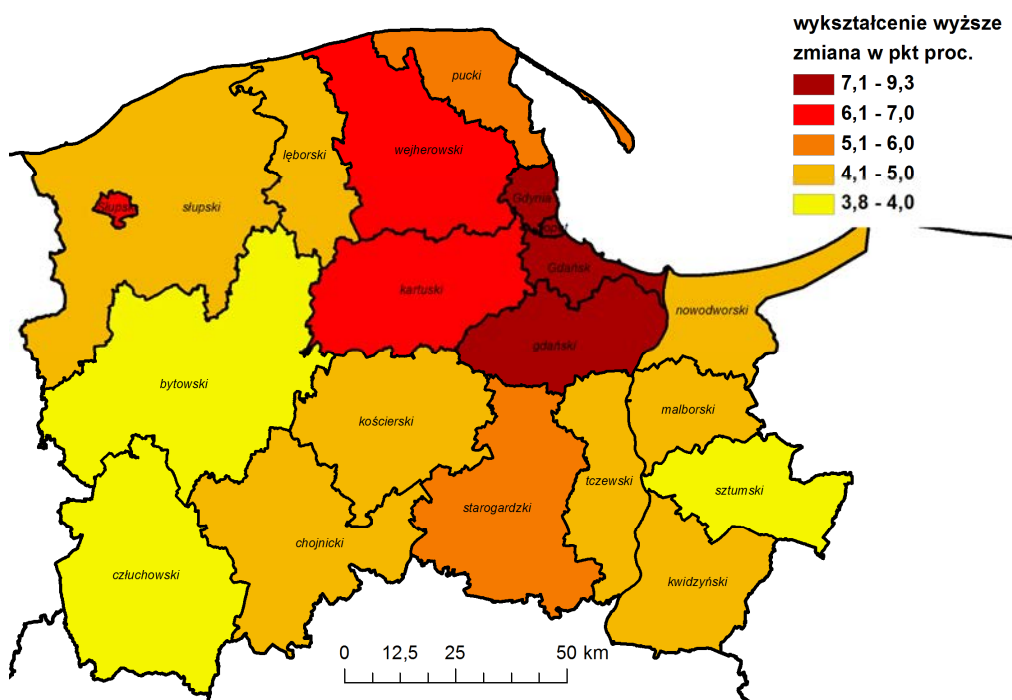 wykształcenie wyższe
zmiana w pkt proc.
7,1 - 9,3
6,1 - 7,0
5,1 - 6,0
4,1 - 5,0
3,8 - 4,0
pucki
wejherowski
lęborski
Gdynia
Słupsk
słupski
Gdańsk
kartuski
nowodworski
gdański
bytowski
malborski
kościerski
tczewski
sztumski
starogardzki
chojnicki
człuchowski
kwidzyński
0 12,5 25 50 km